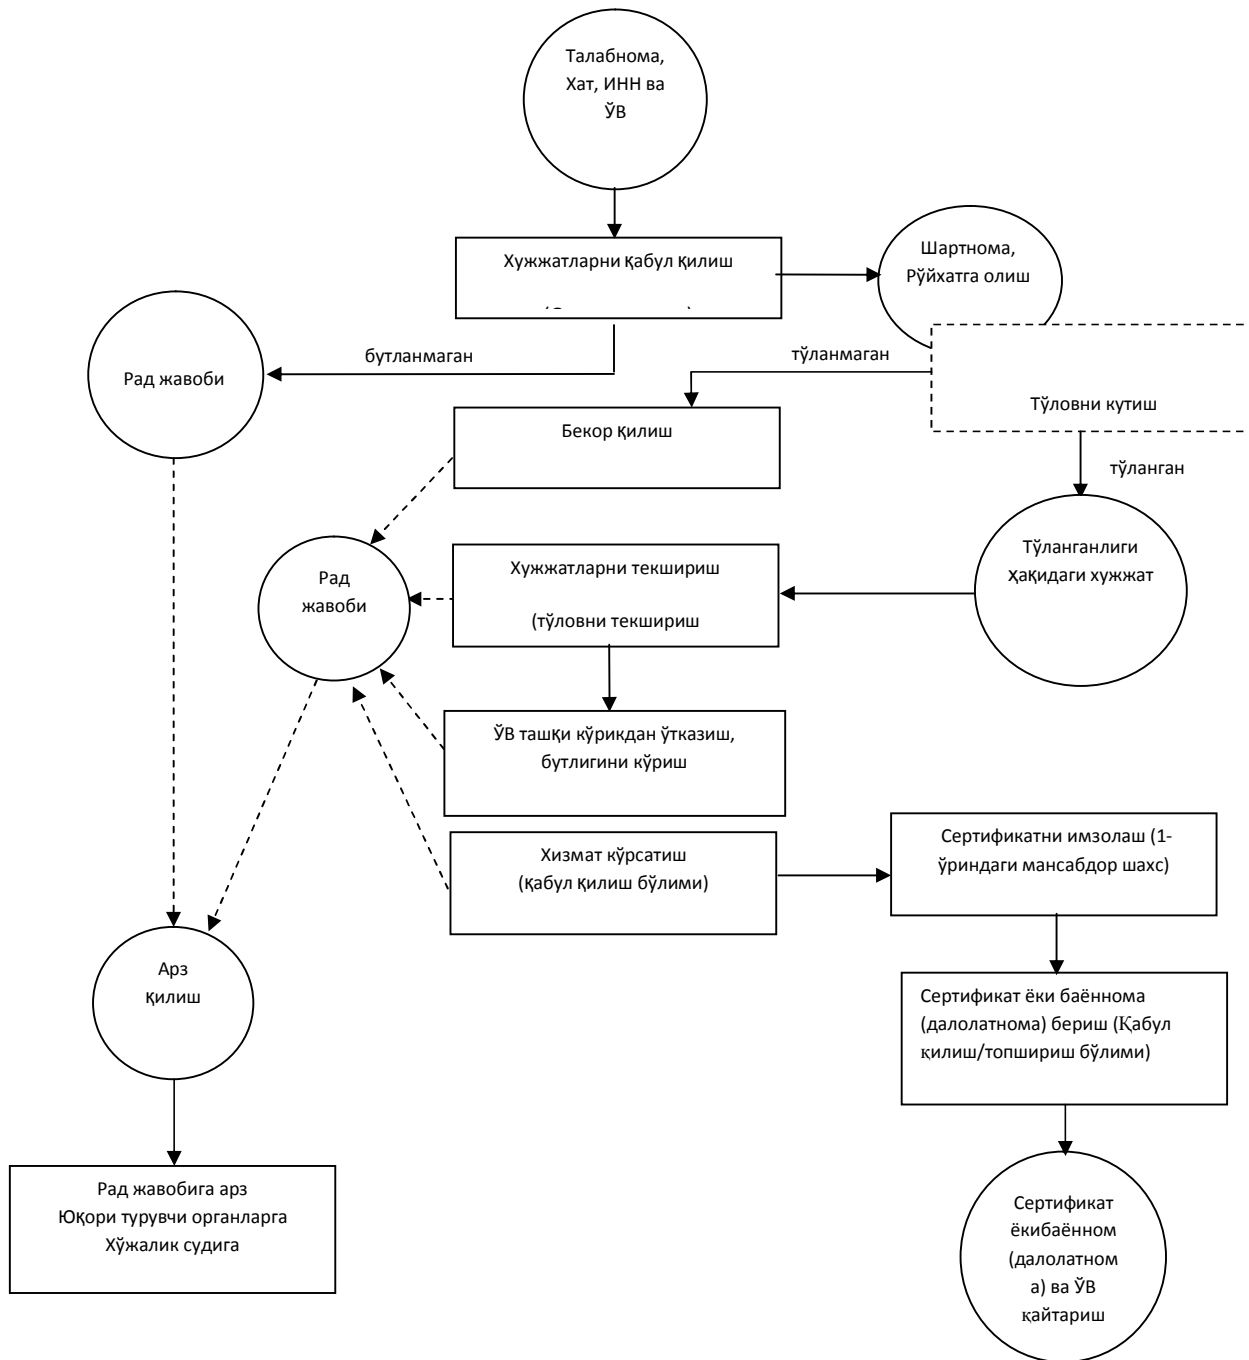 Талабнома,
Хат, ИНН ва
ЎВ
Хужжатларни қабул қилиш
Шартнома,
Рўйхатга олиш
бутланмаган
тўланмаган
Рад жавоби
Тўловни кутиш
Бекор қилиш
тўланган
Рад
жавоби
Хужжатларни текшириш
(тўловни текшириш
Тўланганлиги
ҳақидаги хужжат
ЎВ ташқи кўрикдан ўтказиш,
бутлигини кўриш
Хизмат кўрсатиш
(қабул қилиш бўлими)
Сертификатни имзолаш (1-
ўриндаги мансабдор шахс)
Арз
қилиш
Сертификат ёки баённома
(далолатнома) бериш (Қабул
қилиш/топшириш бўлими)
Рад жавобига арз
Юқори турувчи органларга
Хўжалик судига
Сертификат
ёкибаённом
(далолатном
а) ва ЎВ
қайтариш